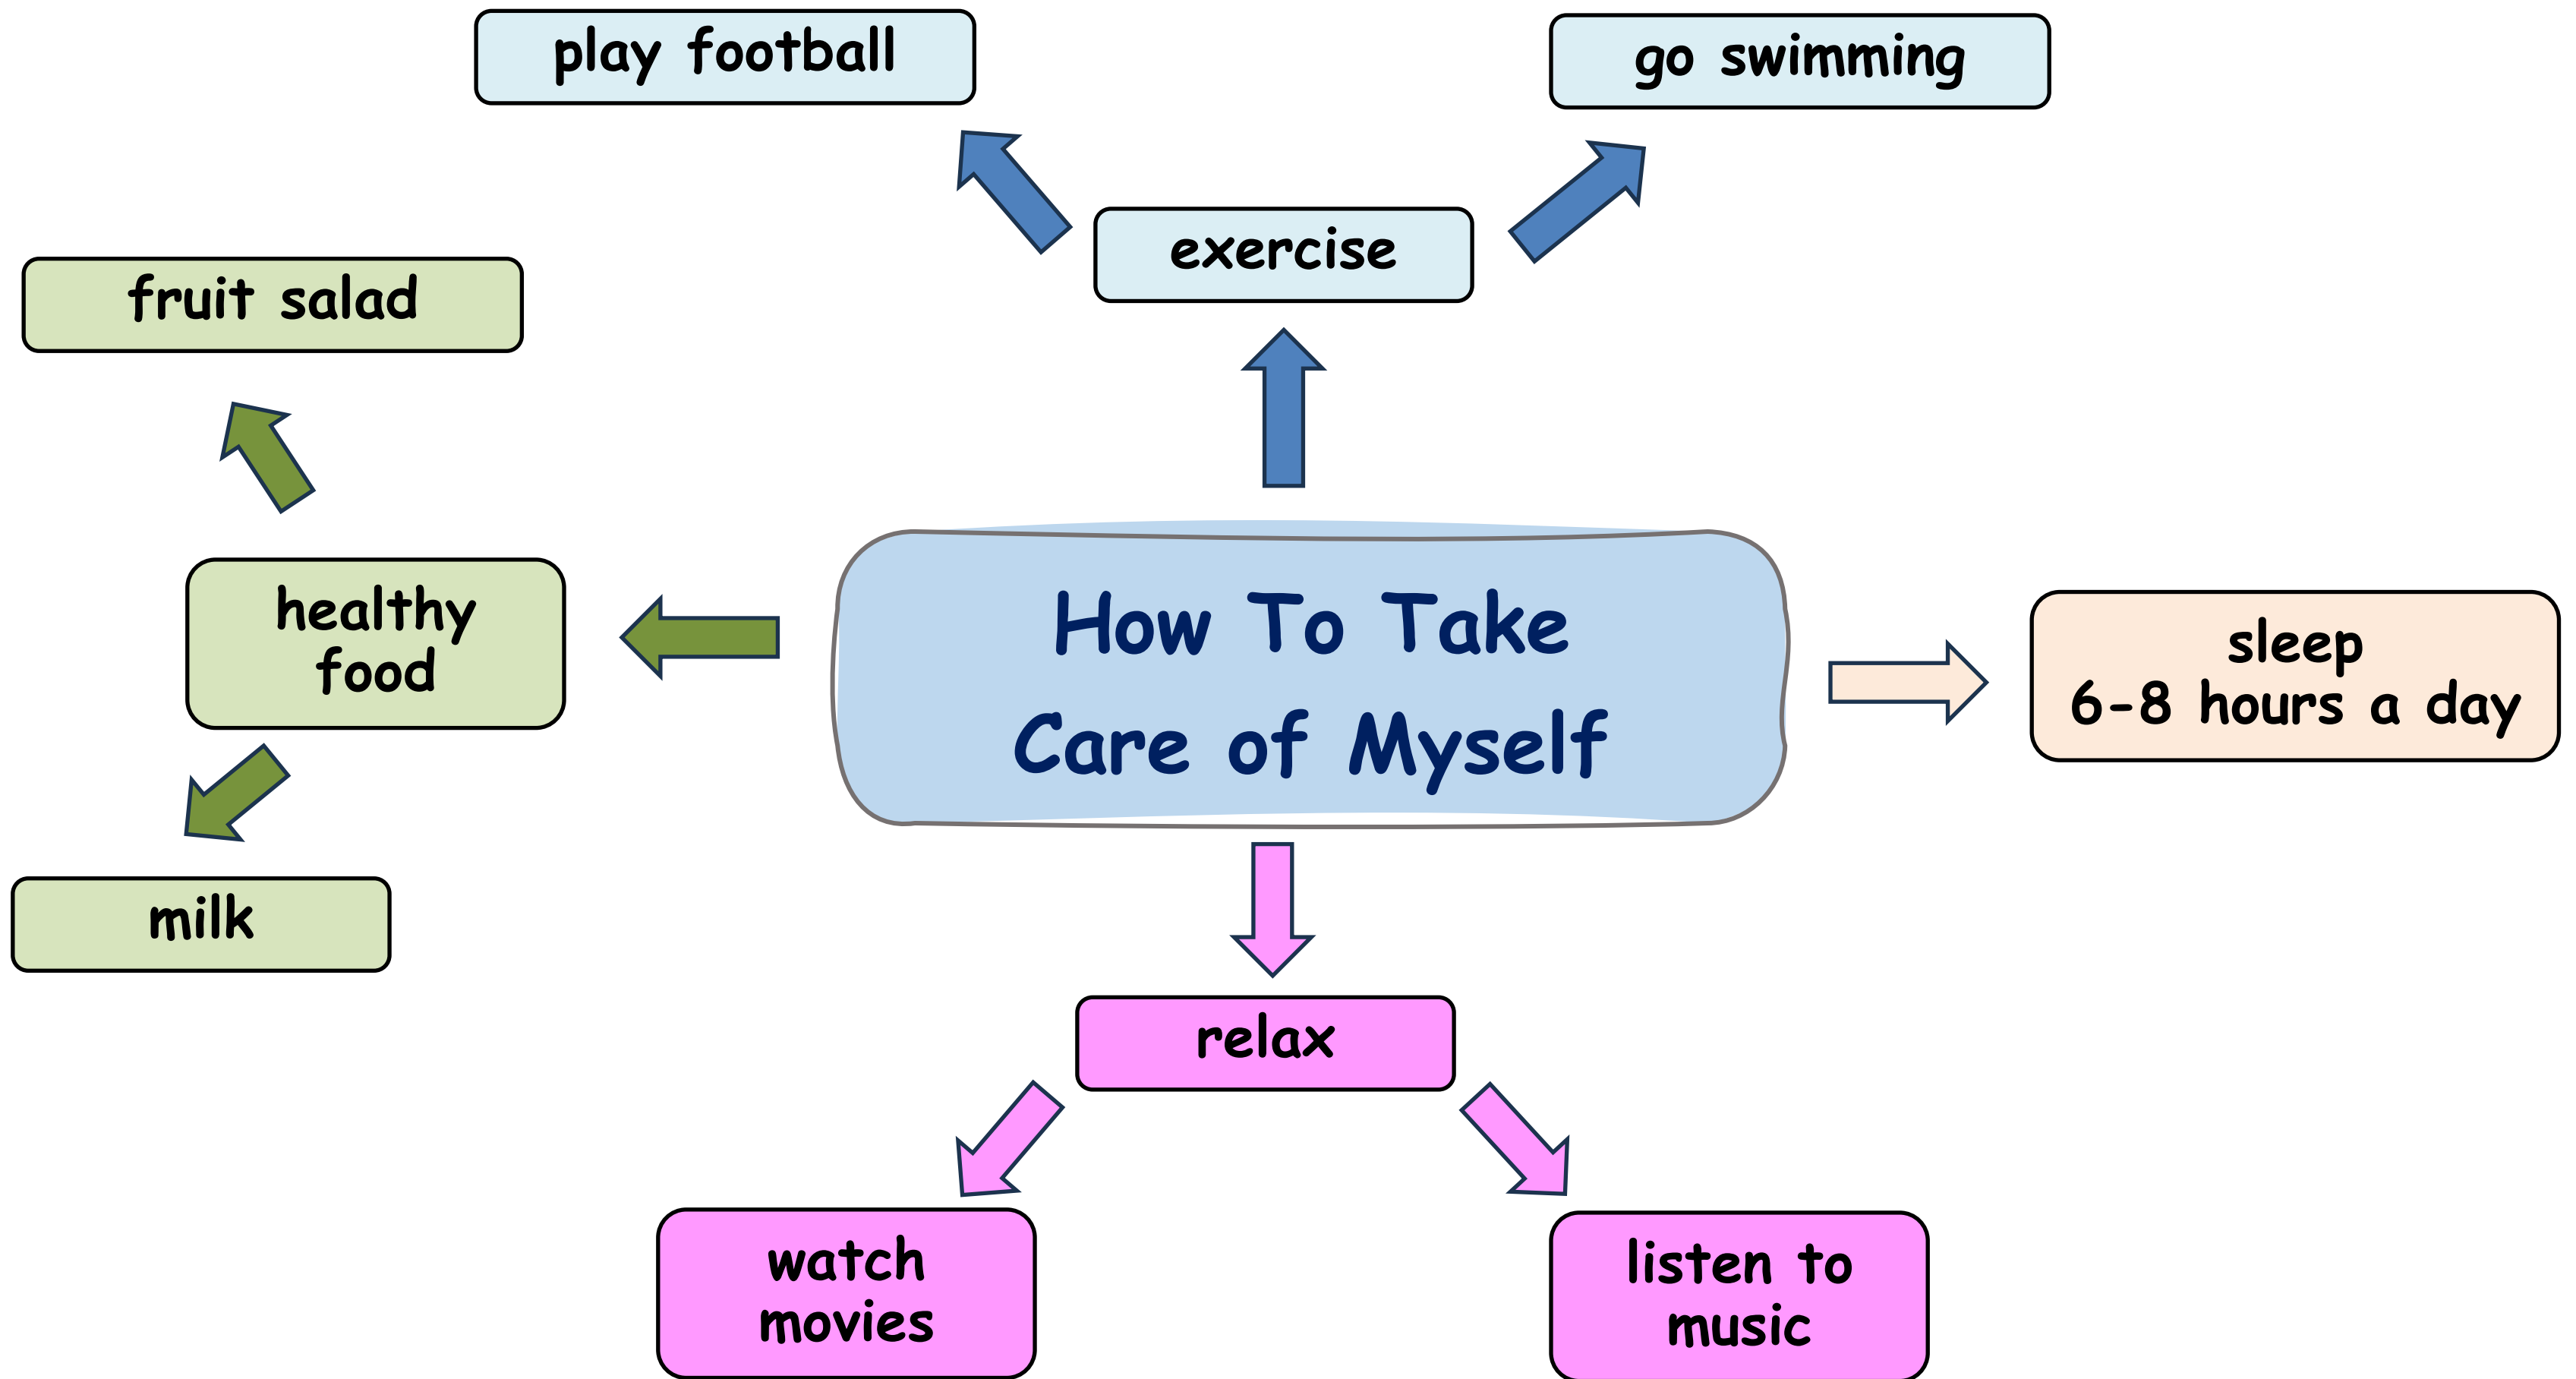 play football
go swimming
exercise
fruit salad
healthy
food
How To Take
Care of Myself
sleep
6-8 hours a day
milk
relax
watch
movies
listen to
music